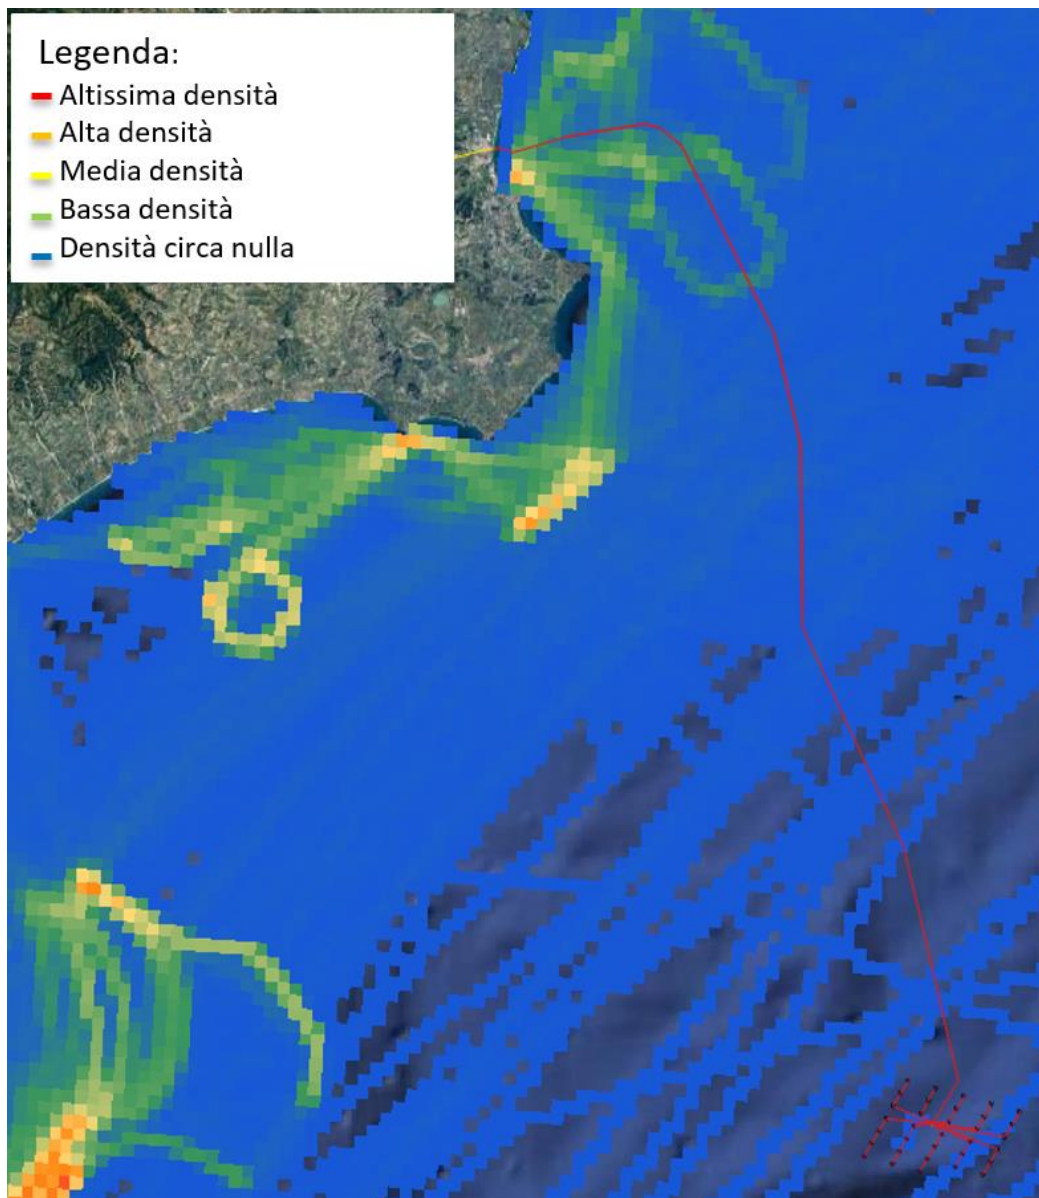 Legenda:
Altissima densità
Alta densità
Media densità
Bassa densità
Densità circa nulla